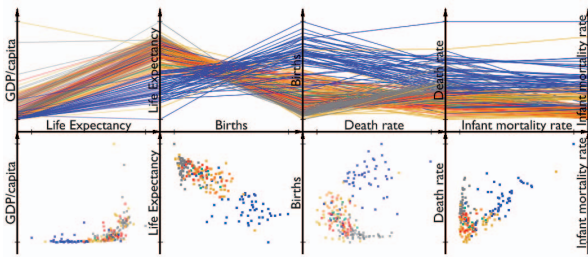 GDP/capita
Life Expectancy
Births
Death rate
Infant mortality rate
Life Expectancy
Births
Death rate
Infant mortality rate
GDP/capita
Life Expectancy
Births
Death rate
Infant mortality rate